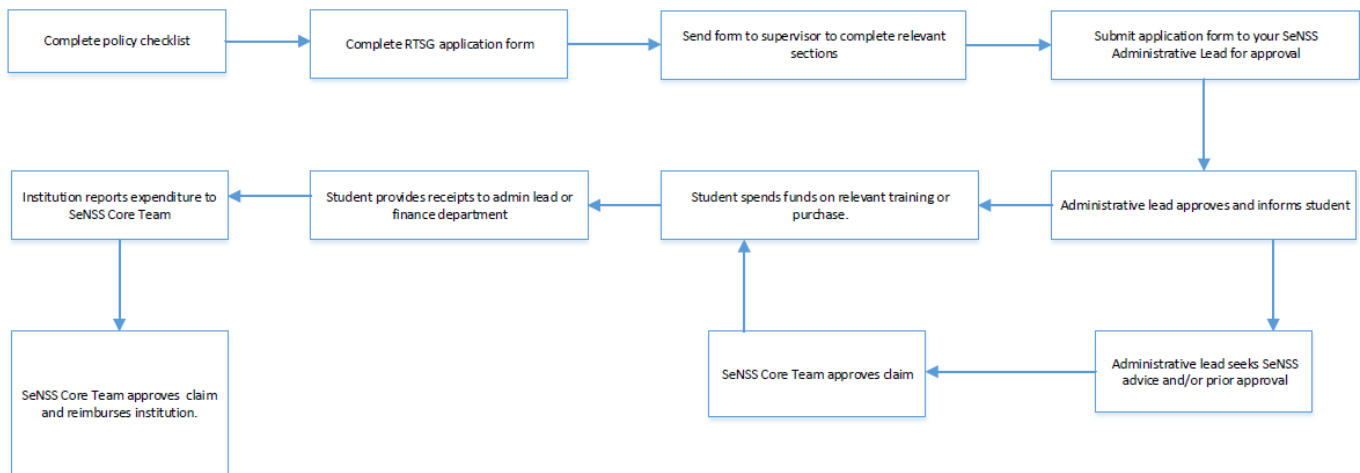 Complete policy checklist
Complete RTSG application form
Send form to supervisor to complete relevant
sections
Submit application form to your SeNSS
Administrative Lead for approval
Institution reports expenditure to
SeNSS Core Team
Student provides receipts to admin lead or
finance department
Student spends funds on relevant training or
purchase.
Administrative lead approves and informs student
SeNSS Core Team approves claim
and reimburses institution.
SeNSS Core Team approves claim
Administrative lead seeks SeNSS
advice and/or prior approval